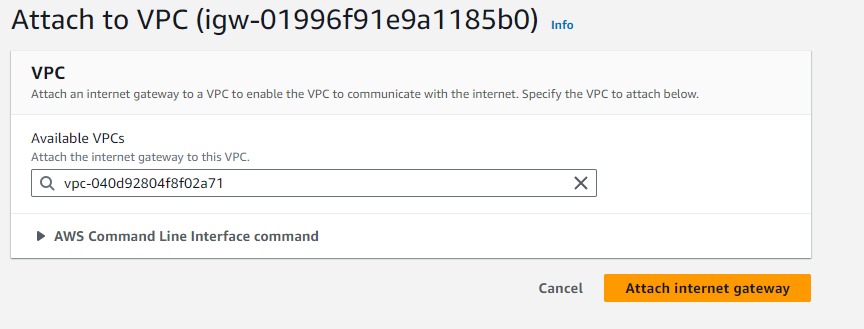 Attach to VPC (igw-01996f91e9a1185b0) Info
VPC
Attach an internet gateway to a VPC to enable the VPC to communicate with the internet. Specify the VPC to attach below.
Available VPCs
Attach the internet gateway to this VPC.
vpc-040d92804f8f02a71
AWS Command Line Interface command
Cancel Attach internet gateway